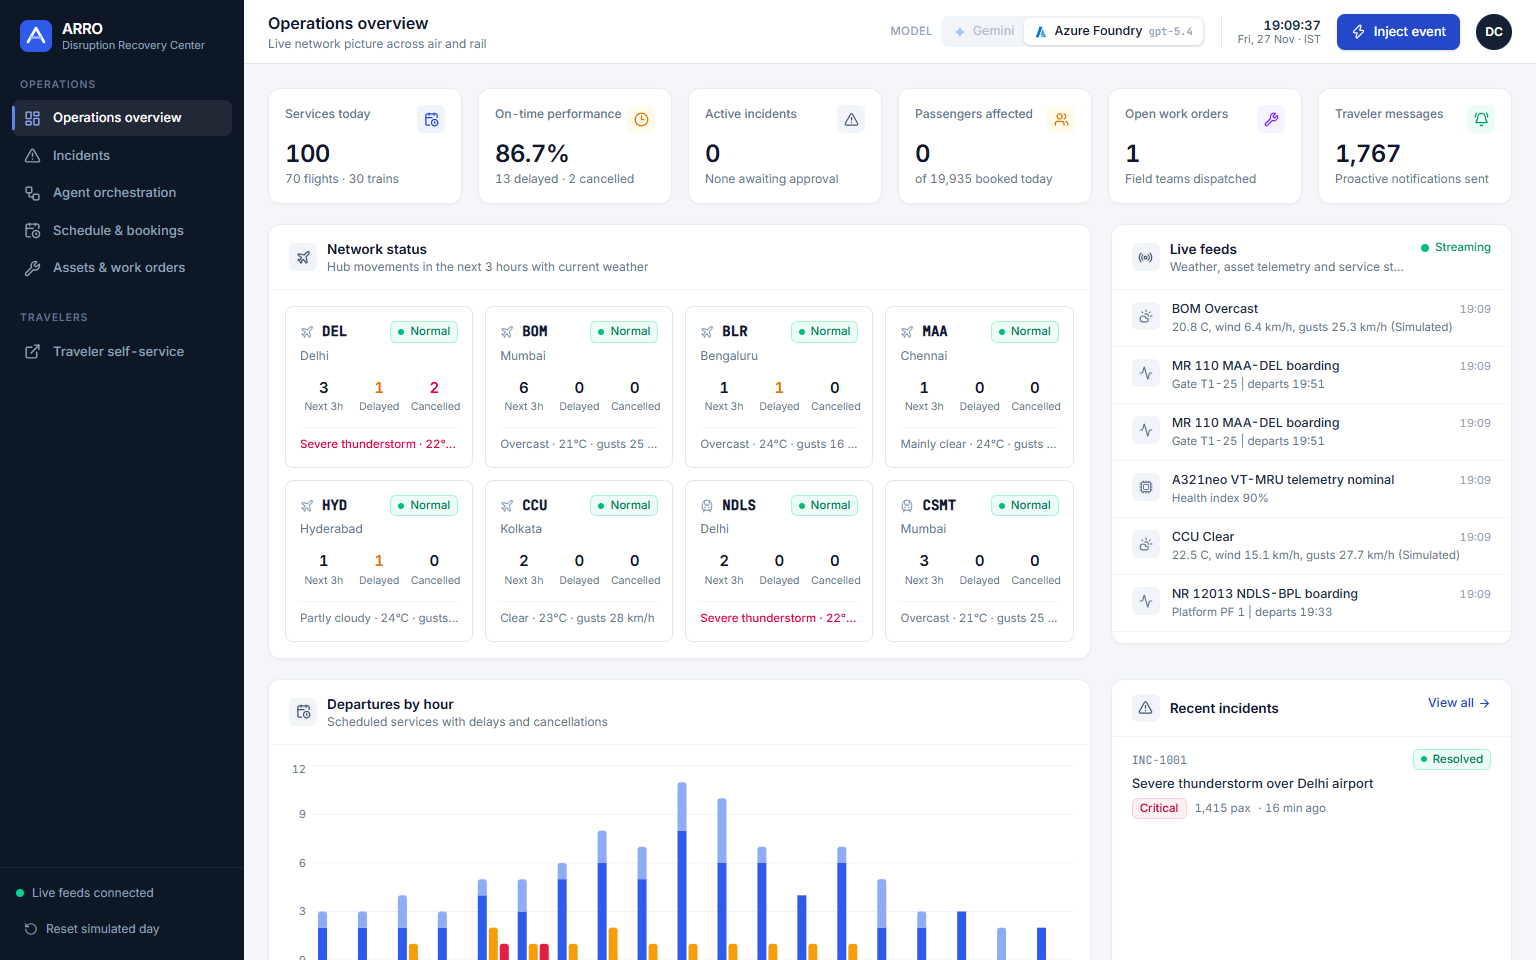 ARRO
Disruption Recovery Center
OPERATIONS
Operations overview
Incidents
Agent orchestration
Schedule & bookings
Assets & work orders
TRAVELERS
Traveler self-service
Live feeds connected
Reset simulated day
Operations overview
Live network picture across air and rail
MODEL
Gemini
Azure Foundry gpt-5.4
19:09:37
Fri, 27 Nov · IST
Inject event
DC
Services today
100
70 flights · 30 trains
On-time performance
86.7%
13 delayed · 2 cancelled
Active incidents
0
None awaiting approval
Passengers affected
0
of 19,935 booked today
Open work orders
1
Field teams dispatched
Traveler messages
1,767
Proactive notifications sent
Network status
Hub movements in the next 3 hours with current weather
DEL Normal
Delhi
3 1 2
Next 3h Delayed Cancelled
Severe thunderstorm · 22°...
BOM Normal
Mumbai
6 0 0
Next 3h Delayed Cancelled
Overcast · 21°C · gusts 25 ...
BLR Normal
Bengaluru
1 1 0
Next 3h Delayed Cancelled
Overcast · 24°C · gusts 16 ...
MAA Normal
Chennai
1 0 0
Next 3h Delayed Cancelled
Mainly clear · 24°C · gusts ...
HYD Normal
Hyderabad
1 1 0
Next 3h Delayed Cancelled
Partly cloudy · 24°C · gusts...
CCU Normal
Kolkata
2 0 0
Next 3h Delayed Cancelled
Clear · 23°C · gusts 28 km/h
NDLS Normal
Delhi
2 0 0
Next 3h Delayed Cancelled
Severe thunderstorm · 22°...
CSMT Normal
Mumbai
3 0 0
Next 3h Delayed Cancelled
Overcast · 21°C · gusts 25 ...
Live feeds
Streaming
Weather, asset telemetry and service st...
BOM Overcast 19:09
20.8 C, wind 6.4 km/h, gusts 25.3 km/h (Simulated)
MR 110 MAA-DEL boarding 19:09
Gate T1-25 | departs 19:51
MR 110 MAA-DEL boarding 19:09
Gate T1-25 | departs 19:51
A321neo VT-MRU telemetry nominal 19:09
Health index 90%
CCU Clear 19:09
22.5 C, wind 15.1 km/h, gusts 27.7 km/h (Simulated)
NR 12013 NDLS-BPL boarding 19:09
Platform PF 1 | departs 19:33
Departures by hour
Scheduled services with delays and cancellations
12
9
6
3
0
Recent incidents
View all →
INC-1001 Resolved
Severe thunderstorm over Delhi airport
Critical 1,415 pax · 16 min ago